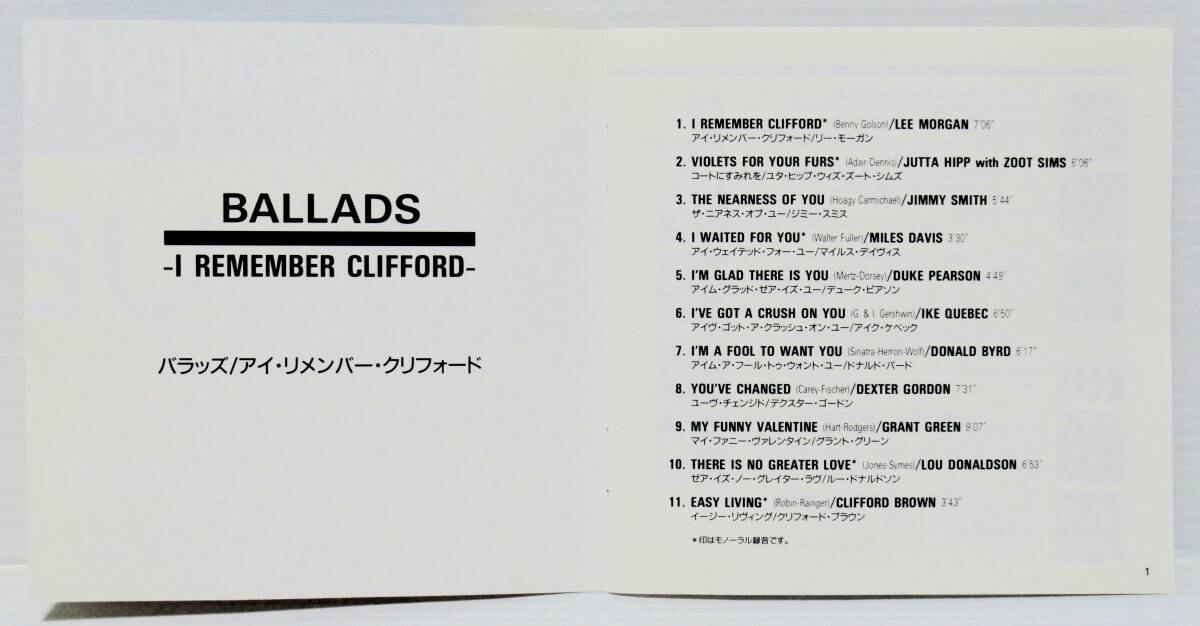 BALLADS
-I REMEMBER CLIFFORD-
バラッズ/アイ・リメンバー・クリフォード
1. I REMEMBER CLIFFORD* (Benny Golson)/LEE MORGAN 7'06"
アイ・リメンバー・クリフォード/リー・モーガン
2. VIOLETS FOR YOUR FURS* (Adair-Dennis)/JUTTA HIPP with ZOOT SIMS 6'06"
コートにすみれを/ユタ・ヒップ・ウィズ・ズート・シムズ
3. THE NEARNESS OF YOU (Hoagy Carmichael)/JIMMY SMITH 5'44"
ザ・ニアネス・オブ・ユー/ジミー・スミス
4. I WAITED FOR YOU* (Walter Fuller)/MILES DAVIS 3'30"
アイ・ウェイテッド・フォー・ユー/マイルス・デイヴィス
5. I'M GLAD THERE IS YOU (Mertz-Dorsey)/DUKE PEARSON 4'49"
アイム・グラッド・ゼア・イズ・ユー/デューク・ピアソン
6. I'VE GOT A CRUSH ON YOU (G. & I. Gershwin)/IKE QUEBEC 6'50"
アイヴ・ゴット・ア・クラッシュ・オン・ユー/アイク・ケベック
7. I'M A FOOL TO WANT YOU (Sinatra-Herron-Wolf)/DONALD BYRD 6'17"
アイム・ア・フール・トゥ・ウォント・ユー/ドナルド・バード
8. YOU'VE CHANGED (Carey-Fischer)/DEXTER GORDON 7'31"
ユーヴ・チェンジド/デクスター・ゴードン
9. MY FUNNY VALENTINE (Hart-Rodgers)/GRANT GREEN 9'07"
マイ・ファニー・ヴァレンタイン/グラント・グリーン
10. THERE IS NO GREATER LOVE* (Jones-Symes)/LOU DONALDSON 6'53"
ゼア・イズ・ノー・グレイター・ラヴ/ルー・ドナルドソン
11. EASY LIVING* (Robin-Rainger)/CLIFFORD BROWN 3'43"
イージー・リヴィング/クリフォード・ブラウン
*印はモノーラル録音です。
1